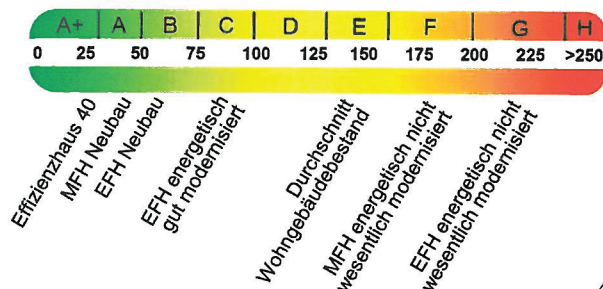 A+ A B C D E F G H
0 25 50 75 100 125 150 175 200 225 >250
Effizienzhaus 40
MFH Neubau
EFH Neubau
EFH energetisch
gut modernisiert
Durchschnitt
Wohngebäudebestand
MFH energetisch nicht
wesentlich modernisiert
EFH energetisch nicht
wesentlich modernisiert